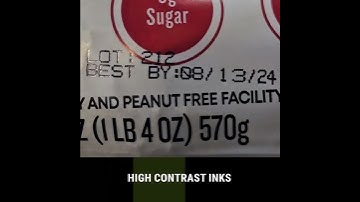 0g
Sugar
LOT: 212
BEST BY:08/13/24
Y AND PEANUT FREE FACILITY
Z (1 LB 4 OZ) 570g
HIGH CONTRAST INKS